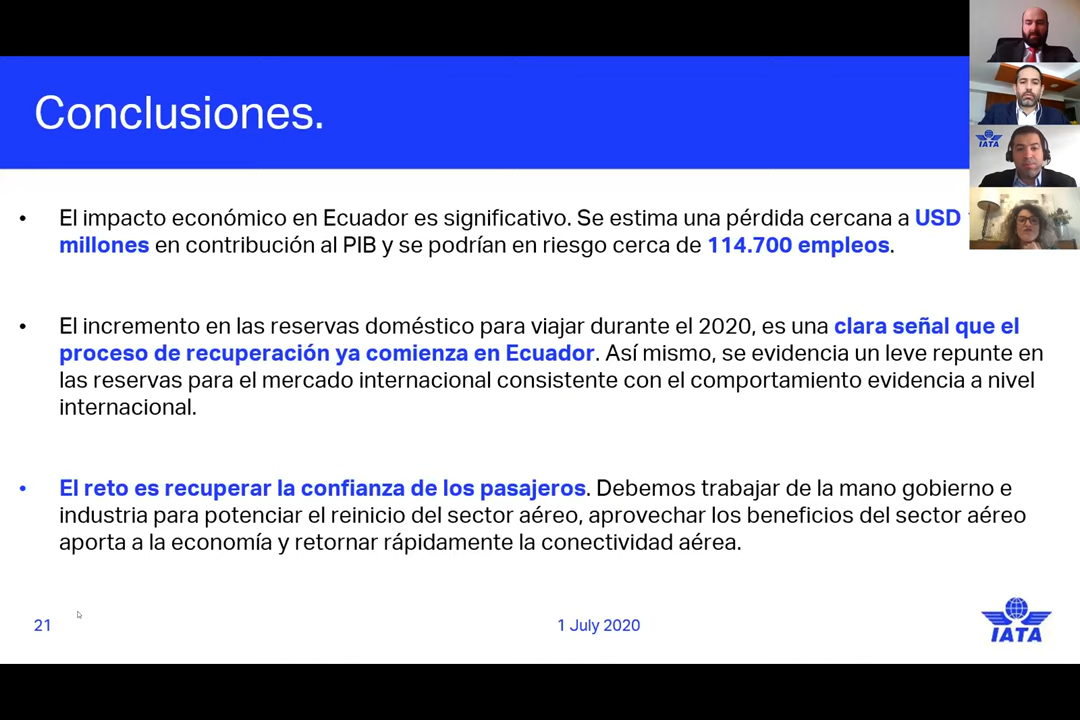 Conclusiones.
IATA
• El impacto económico en Ecuador es significativo. Se estima una pérdida cercana a USD
millones en contribución al PIB y se podrían en riesgo cerca de 114.700 empleos.
• El incremento en las reservas doméstico para viajar durante el 2020, es una clara señal que el
proceso de recuperación ya comienza en Ecuador. Así mismo, se evidencia un leve repunte en
las reservas para el mercado internacional consistente con el comportamiento evidencia a nivel
internacional.
• El reto es recuperar la confianza de los pasajeros. Debemos trabajar de la mano gobierno e
industria para potenciar el reinicio del sector aéreo, aprovechar los beneficios del sector aéreo
aporta a la economía y retornar rápidamente la conectividad aérea.
21
1 July 2020
IATA